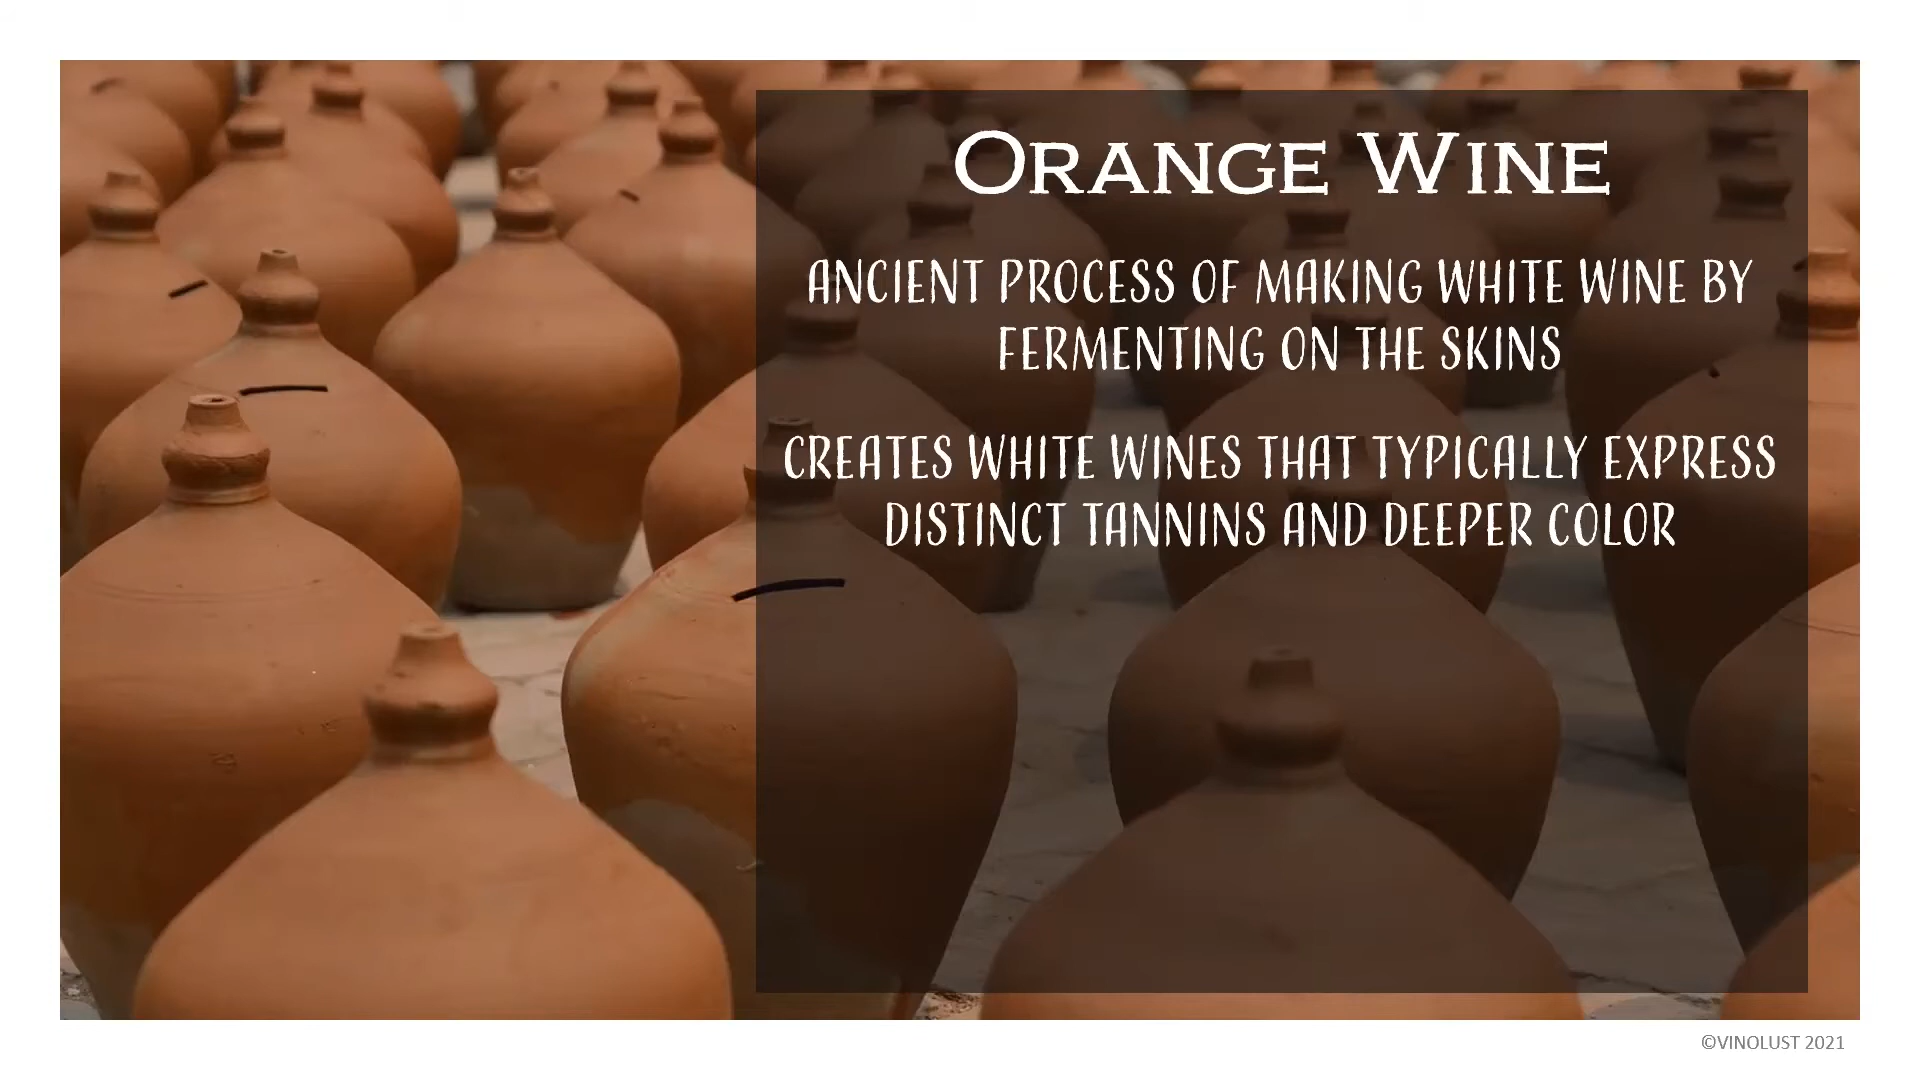 Orange Wine
ANCIENT PROCESS OF MAKING WHITE WINE BY
FERMENTING ON THE SKINS
CREATES WHITE WINES THAT TYPICALLY EXPRESS
DISTINCT TANNINS AND DEEPER COLOR
©VINOLUST 2021